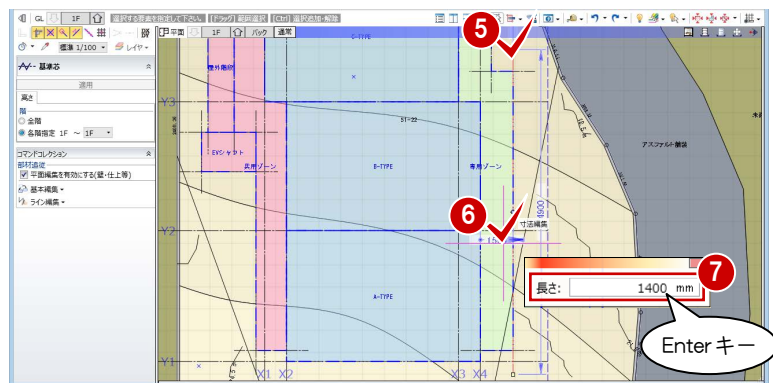 GL 1F 選択する要素を指定して下さい。 [ドラッグ] 範囲選択 [Ctrl] 選択追加・解除
標準 1/100 レイヤ
基準芯
適用
高さ
階
全階
各階指定 1F ～ 1F
コマンドコレクション
部材追従
平面編集を有効にする(壁・仕上等)
基本編集
ライン編集
平面 1F バック 通常
5
C-TYPE
屋外階段
Y3
ST-22
アスファルト舗装
EVシャフト
共用ゾーン
B-TYPE
専用ゾーン
4900
6
寸法編集
Y2
7
長さ: 1400 mm
A-TYPE
Enterキー
Y1
X1 X2 X3 X4